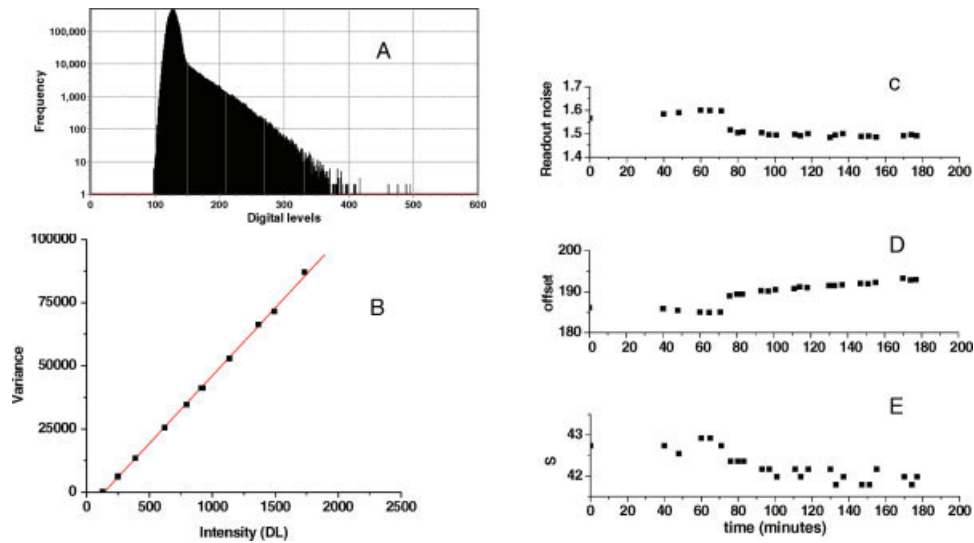 A
Frequency
100,000
10,000
1,000
100
10
1
0 100 200 300 400 500 600
Digital levels
B
Variance
100000
75000
50000
25000
0
0 500 1000 1500 2000 2500
Intensity (DL)
C
Readout noise
1.7
1.6
1.5
1.4
0 20 40 60 80 100 120 140 160 180 200
D
offset
200
190
180
0 20 40 60 80 100 120 140 160 180 200
E
S
43
42
0 20 40 60 80 100 120 140 160 180 200
time (minutes)